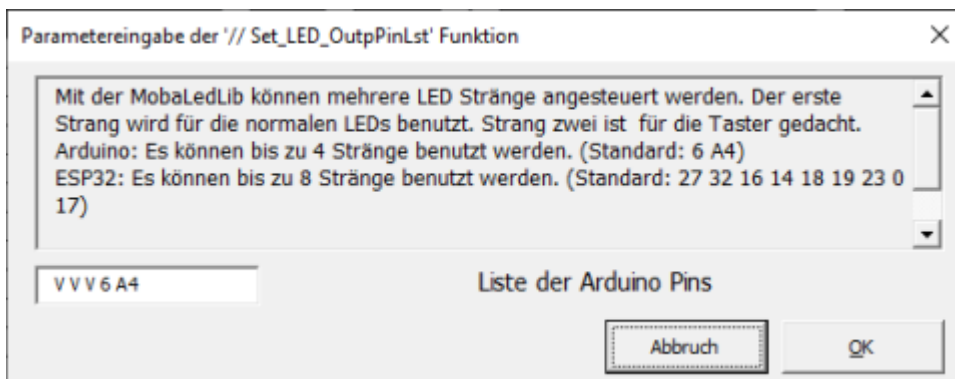 Parametereingabe der '// Set_LED_OutpPinLst' Funktion
Mit der MobaLedLib können mehrere LED Stränge angesteuert werden. Der erste
Strang wird für die normalen LEDs benutzt. Strang zwei ist für die Taster gedacht.
Arduino: Es können bis zu 4 Stränge benutzt werden. (Standard: 6 A4)
ESP32: Es können bis zu 8 Stränge benutzt werden. (Standard: 27 32 16 14 18 19 23 0
17)
V V V 6 A4
Liste der Arduino Pins
Abbruch
OK